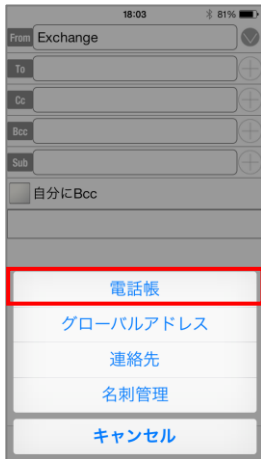 18:03 81%
From Exchange
To
Cc
Bcc
Sub
自分にBcc
電話帳
グローバルアドレス
連絡先
名刺管理
キャンセル